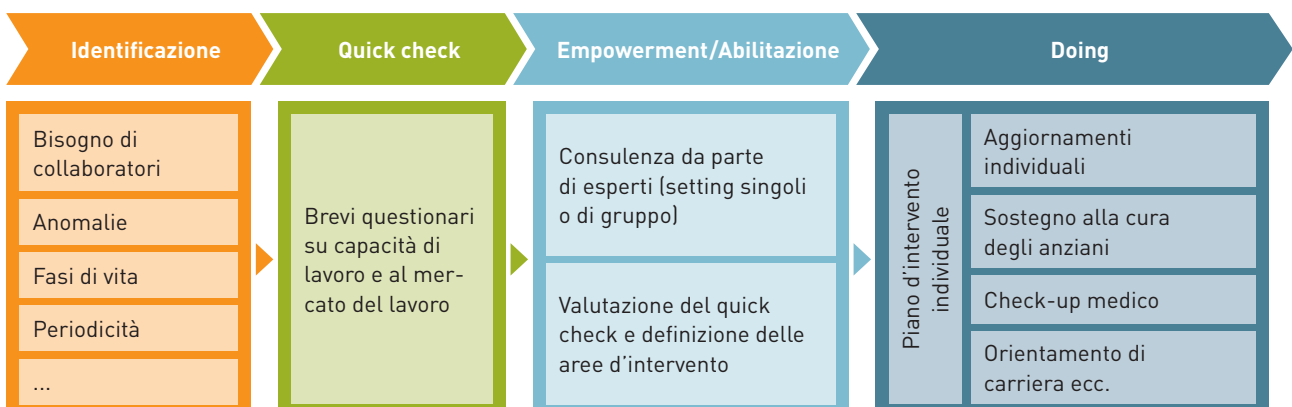 Identificazione
Quick check
Empowerment/Abilitazione
Doing
Bisogno di
collaboratori
Anomalie
Fasi di vita
Periodicità
...
Brevi questionari
su capacità di
lavoro e al mer-
cato del lavoro
Consulenza da parte
di esperti (setting singoli
o di gruppo)
Valutazione del quick
check e definizione delle
aree d’intervento
Piano d’intervento
individuale
Aggiornamenti
individuali
Sostegno alla cura
degli anziani
Check-up medico
Orientamento di
carriera ecc.